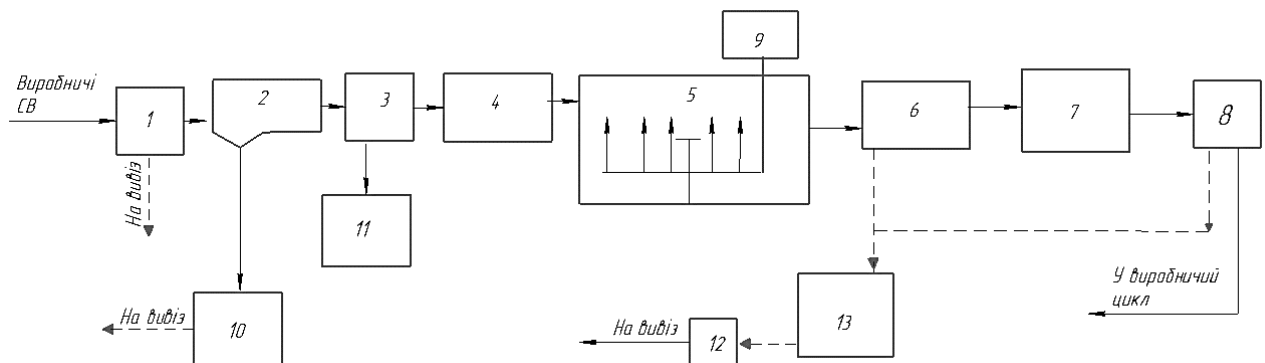 Виробничі
СВ
1
2
3
4
5
6
7
8
9
На вивіз
10
11
На вивіз
12
13
На вивіз
У виробничий
цикл